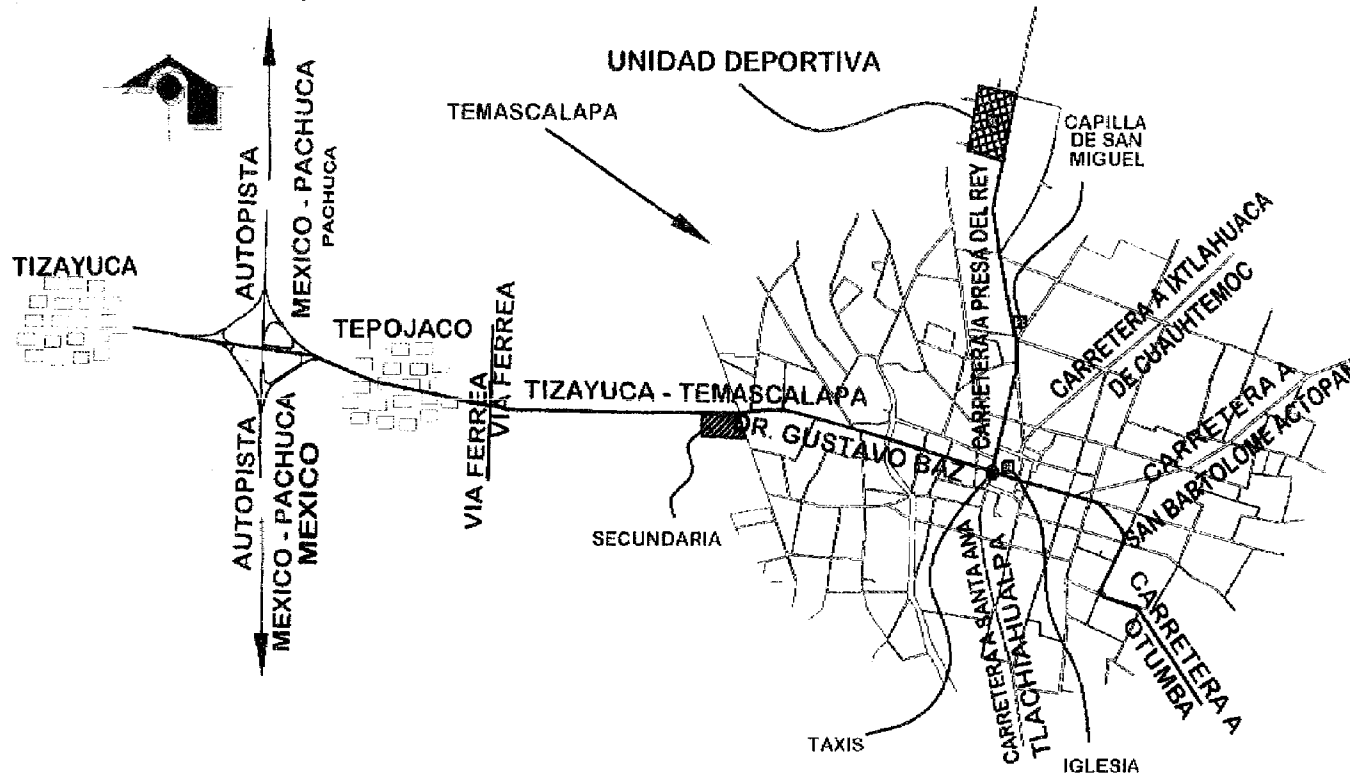 UNIDAD DEPORTIVA
TEMASCALAPA
CAPILLA
DE SAN
MIGUEL
AUTOPISTA
MEXICO - PACHUCA
PACHUCA
TIZAYUCA
TEPOJACO
VIA FERREA
VIA FERREA
TIZAYUCA - TEMASCALAPA
DR. GUSTAVO BAZ
CARRETERA A PRESA DEL REY
CARRETERA A IXTLAHUACA
DE CUAUHTEMOC
CARRETERA A
SAN BARTOLOME ACTOPAN
AUTOPISTA
MEXICO - PACHUCA
MEXICO
SECUNDARIA
CARRETERA A SANTA ANA
TLACHIAHUALPA
CARRETERA A
OTUMBA
TAXIS
IGLESIA